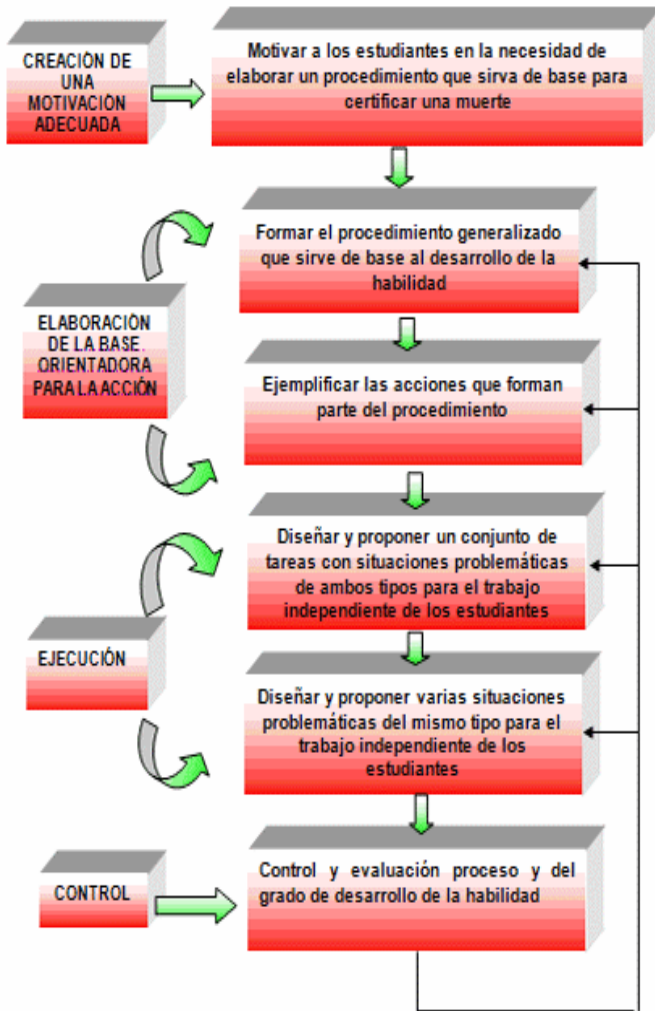 CREACIÓN DE
UNA
MOTIVACIÓN
ADECUADA
Motivar a los estudiantes en la necesidad de
elaborar un procedimiento que sirva de base para
certificar una muerte
Formar el procedimiento generalizado
que sirve de base al desarrollo de la
habilidad
ELABORACIÓN
DE LA BASE.
ORIENTADORA
PARA LA ACCIÓN
Ejemplificar las acciones que forman
parte del procedimiento
Diseñar y proponer un conjunto de
tareas con situaciones problemáticas
de ambos tipos para el trabajo
independiente de los estudiantes
EJECUCIÓN
Diseñar y proponer varias situaciones
problemáticas del mismo tipo para el
trabajo independiente de los
estudiantes
CONTROL
Control y evaluación proceso y del
grado de desarrollo de la habilidad